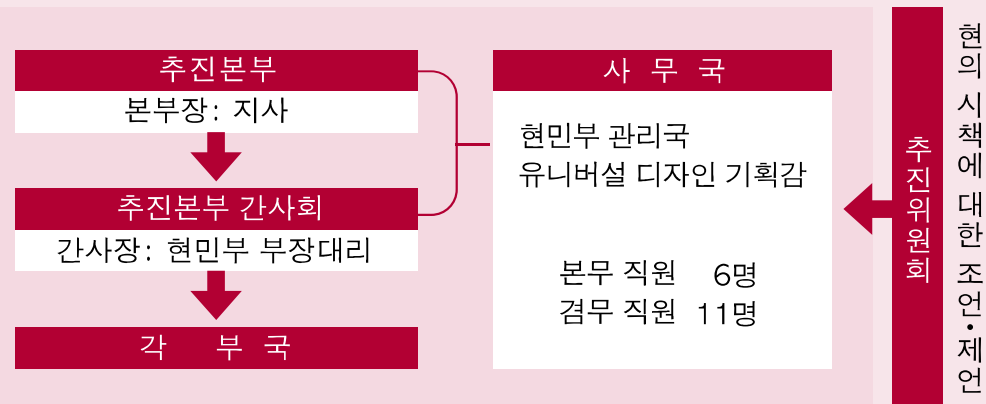 추진본부
본부장: 지사
추진본부 간사회
간사장: 현민부 부장대리
각 부 국
사 무 국
현민부 관리국
유니버설 디자인 기획감
본무 직원 6명
겸무 직원 11명
추진위원회
현의 시책에 대한 조언·제언